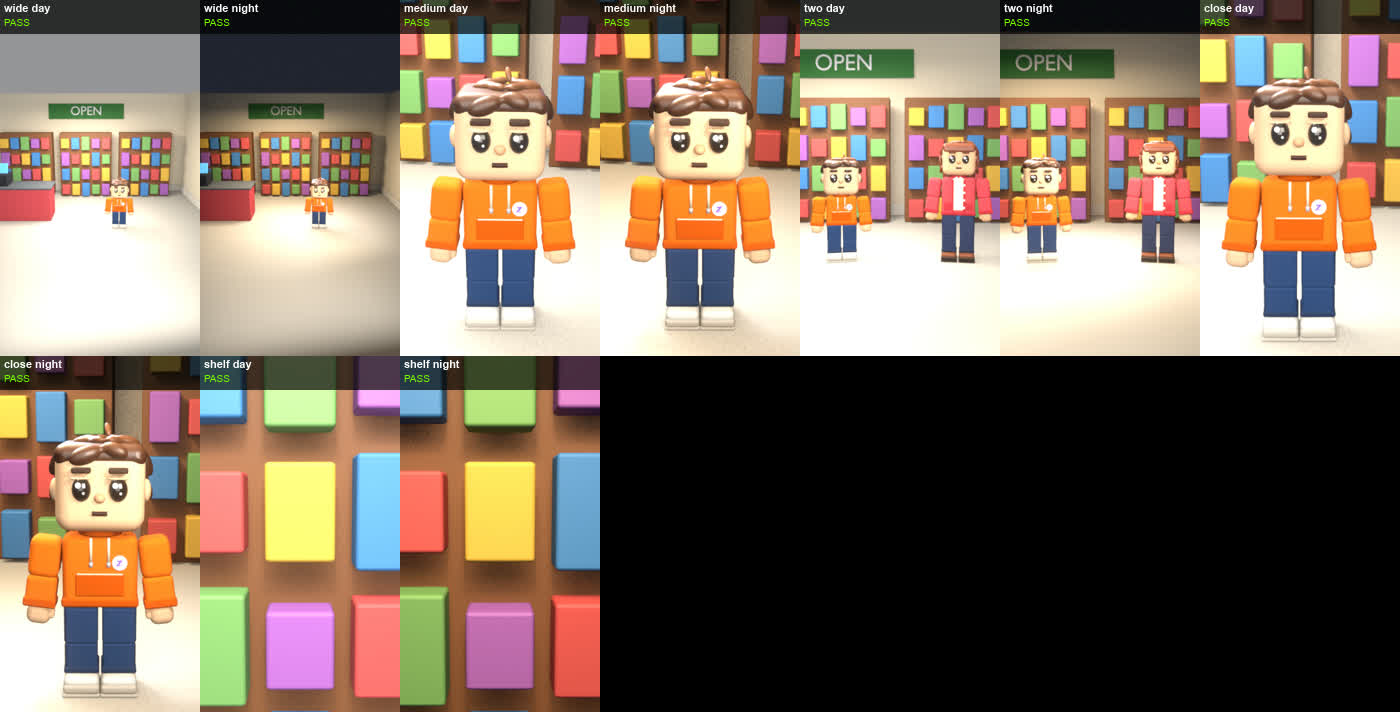 wide day
PASS
wide night
PASS
medium day
PASS
medium night
PASS
two day
PASS
two night
PASS
close day
PASS
OPEN
OPEN
OPEN
OPEN
close night
PASS
shelf day
PASS
shelf night
PASS